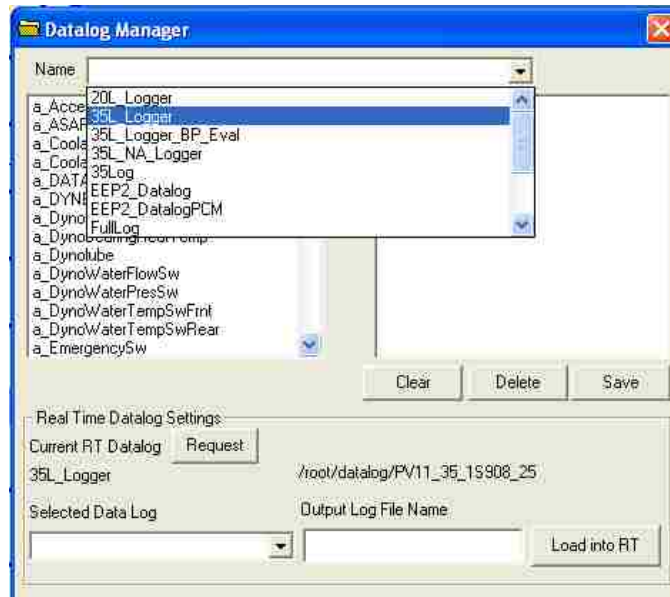 Datalog Manager
Name
20L_Logger
35L_Logger
35L_Logger_BP_Eval
35L_NA_Logger
35Log
EEP2_Datalog
EEP2_DatalogPCM
FullLog
a_Dynolube
a_DynoWaterFlowSw
a_DynoWaterPresSw
a_DynoWaterTempSwFrnt
a_DynoWaterTempSwRear
a_EmergencySw
Clear Delete Save
Real Time Datalog Settings
Current RT Datalog Request
35L_Logger /root/datalog/PV11_35_1S908_25
Selected Data Log Output Log File Name
Load into RT